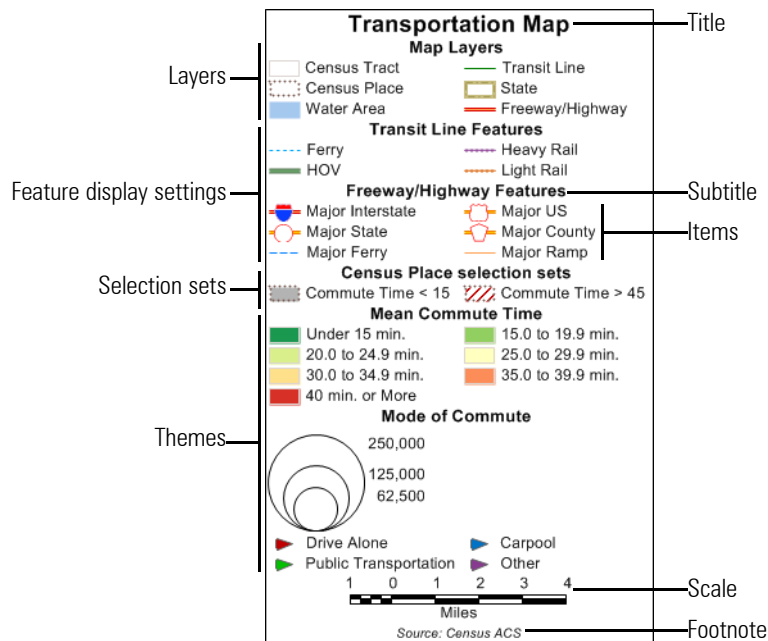 Transportation Map
Title
Map Layers
Layers
Census Tract
Transit Line
Census Place
State
Water Area
Freeway/Highway
Transit Line Features
Ferry
Heavy Rail
HOV
Light Rail
Feature display settings
Freeway/Highway Features
Subtitle
Major Interstate
Major US
Major State
Major County
Items
Major Ferry
Major Ramp
Census Place selection sets
Selection sets
Commute Time < 15
Commute Time > 45
Mean Commute Time
Under 15 min.
15.0 to 19.9 min.
20.0 to 24.9 min.
25.0 to 29.9 min.
30.0 to 34.9 min.
35.0 to 39.9 min.
40 min. or More
Mode of Commute
Themes
250,000
125,000
62,500
Drive Alone
Carpool
Public Transportation
Other
1 0 1 2 3 4
Scale
Miles
Source: Census ACS
Footnote